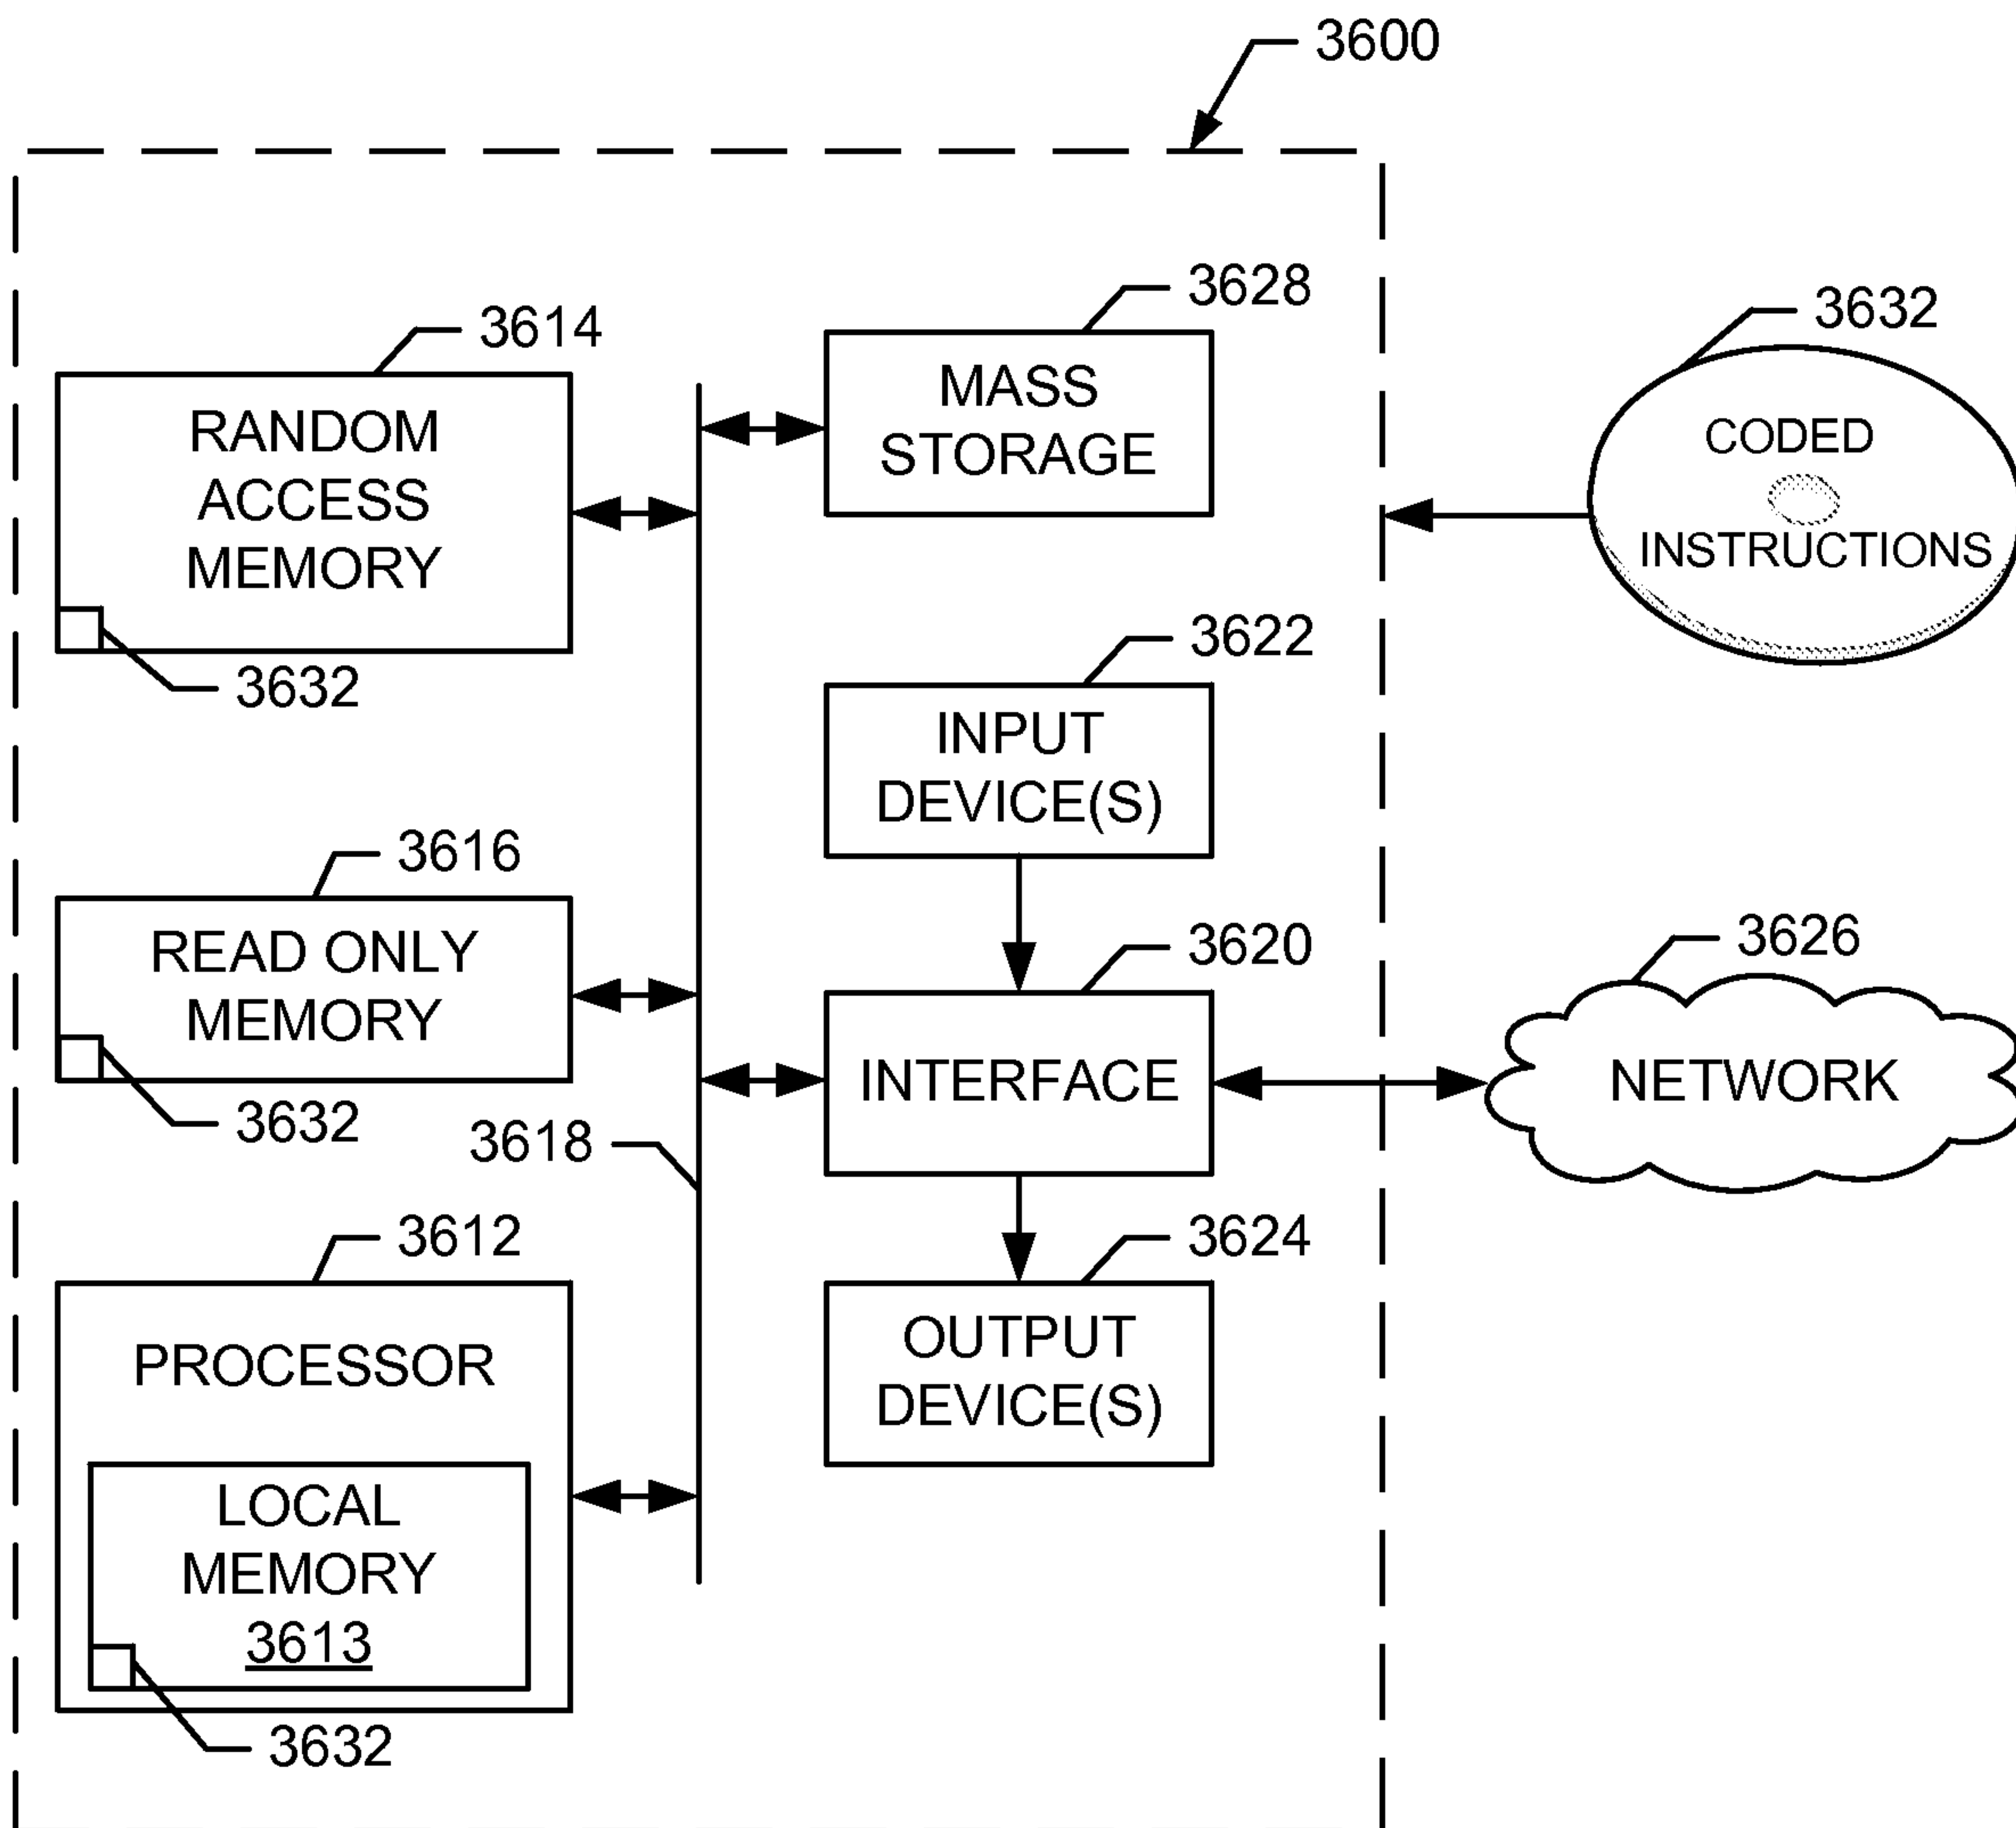 3600
3628
MASS
STORAGE
3614
RANDOM
ACCESS
MEMORY
3632
3632
CODED
INSTRUCTIONS
3622
INPUT
DEVICE(S)
3616
READ ONLY
MEMORY
3632
3620
INTERFACE
3626
NETWORK
3618
3612
PROCESSOR
LOCAL
MEMORY
3613
3632
3624
OUTPUT
DEVICE(S)